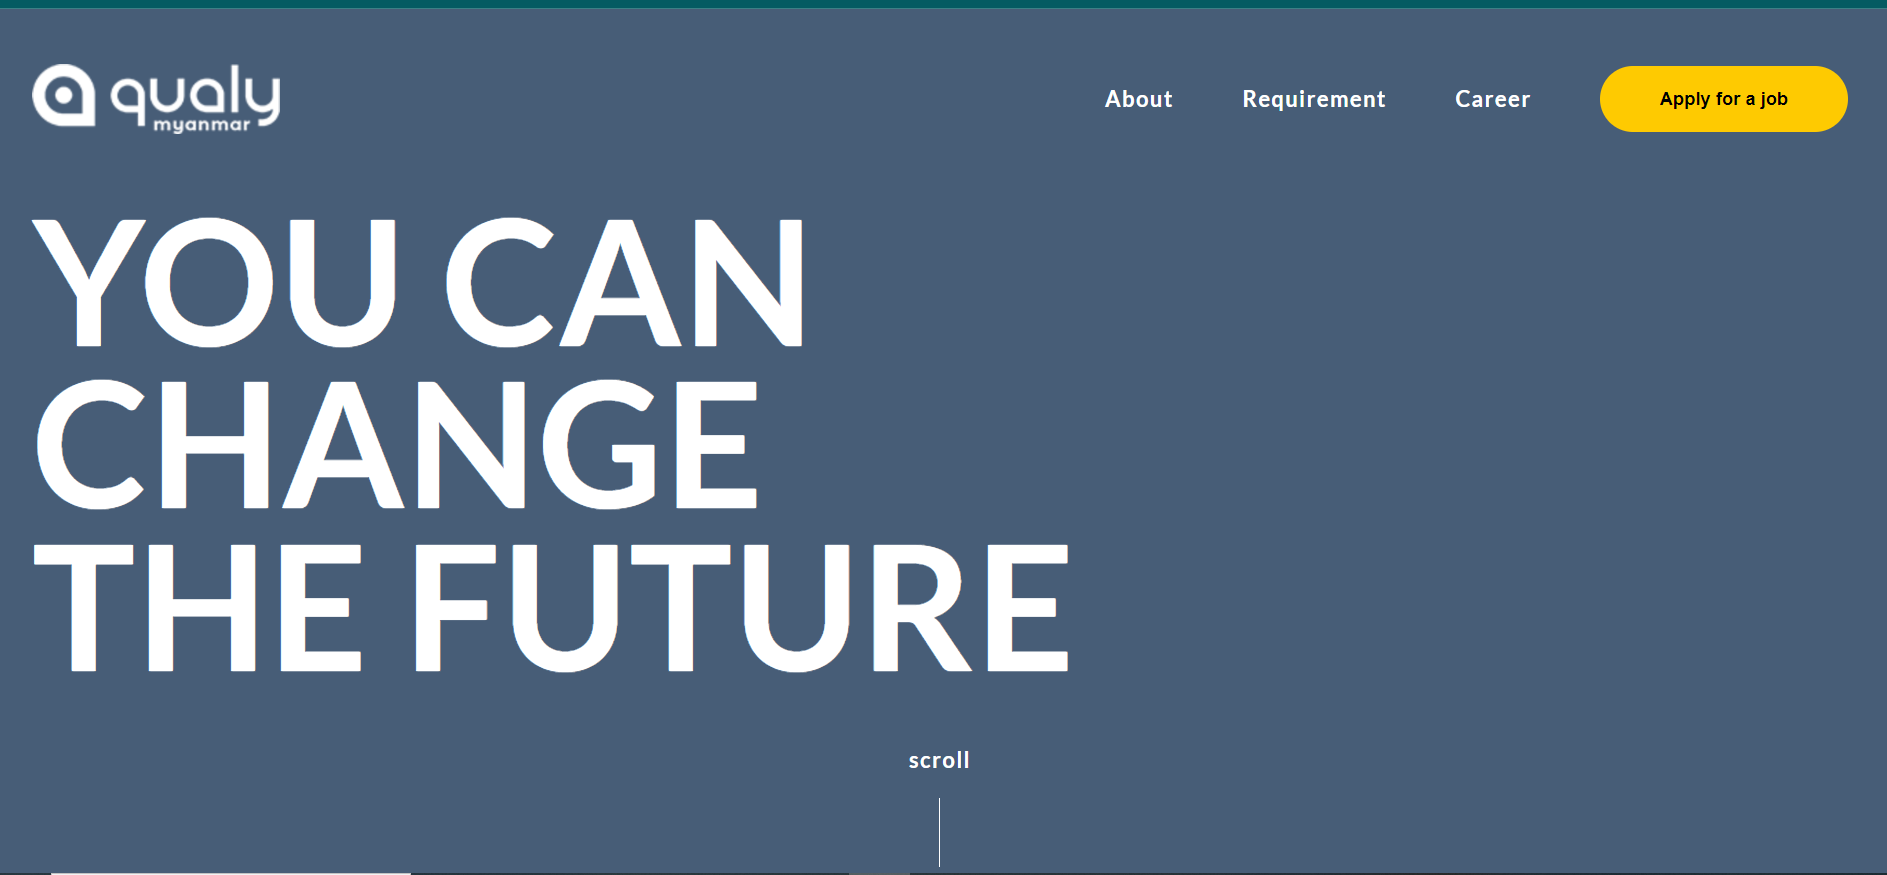 qualy
myanmar
About
Requirement
Career
Apply for a job
YOU CAN
CHANGE
THE FUTURE
scroll